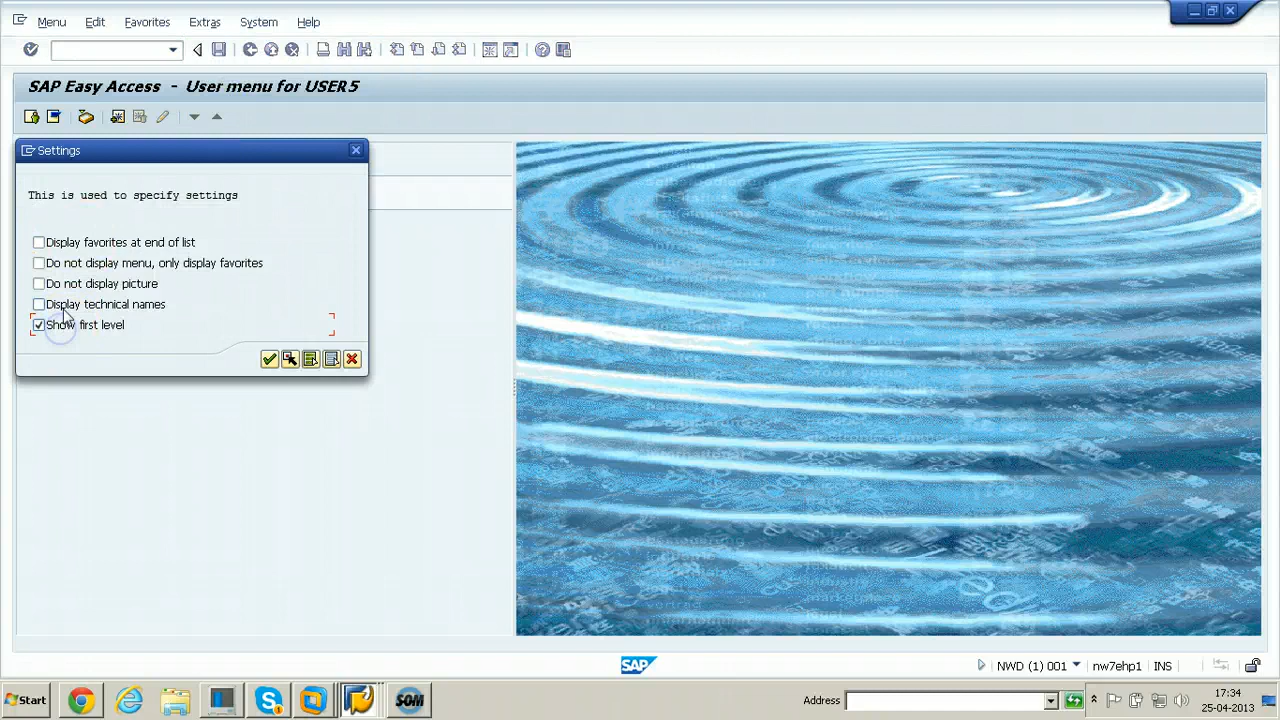 Menu Edit Favorites Extras System Help
SAP Easy Access - User menu for USER5
Settings
This is used to specify settings
Display favorites at end of list
Do not display menu, only display favorites
Do not display picture
Display technical names
Show first level
SAP
NWD (1) 001 nw7ehp1 INS
Start
SOM
Address
17:34
25-04-2013